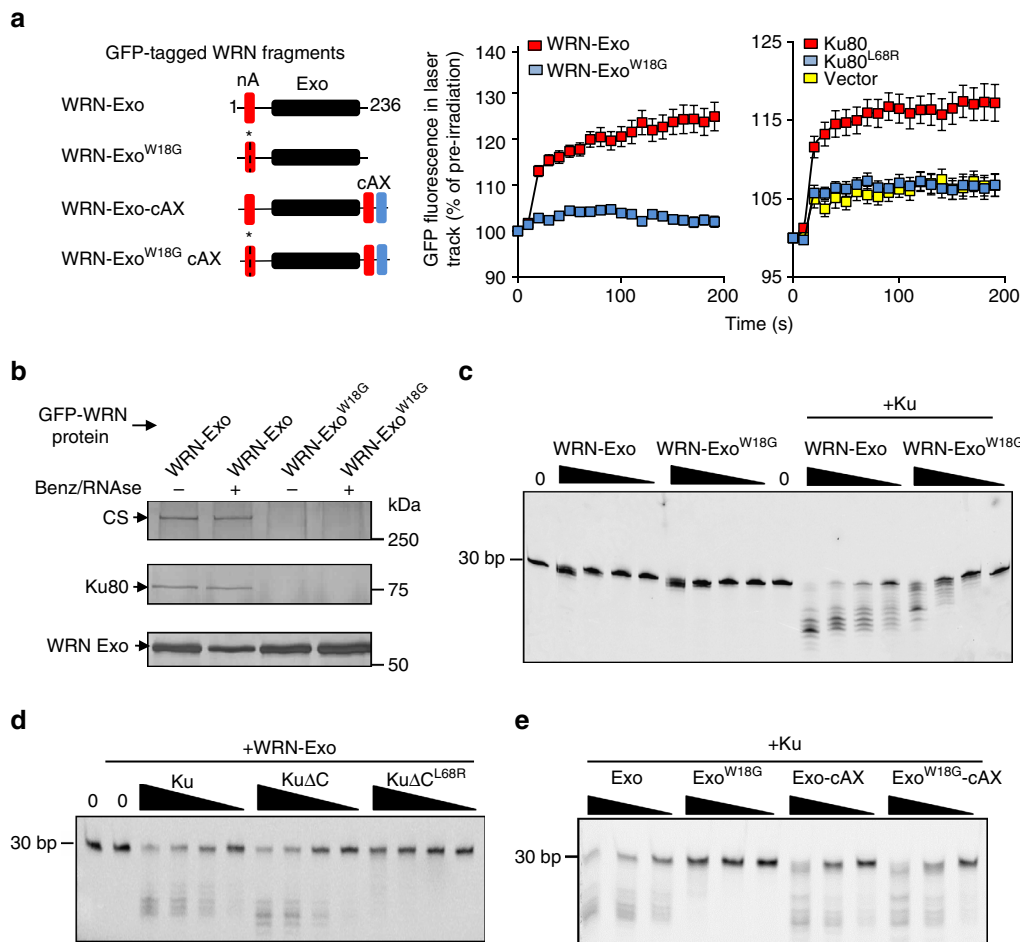 a
GFP-tagged WRN fragments
nA
Exo
WRN-Exo
1
236
*
WRN-Exo^W18G
cAX
WRN-Exo-cAX
*
WRN-Exo^W18G cAX
GFP fluorescence in laser
track (% of pre-irradiation)
140
130
120
110
100
90
WRN-Exo
WRN-Exo^W18G
0
100
200
125
115
105
95
Ku80
Ku80^L68R
Vector
0
100
200
Time (s)
b
GFP-WRN
protein
WRN-Exo
WRN-Exo
WRN-Exo^W18G
WRN-Exo^W18G
Benz/RNAse
– + – +
kDa
CS
250
Ku80
75
WRN Exo
50
c
+Ku
WRN-Exo WRN-Exo^W18G WRN-Exo WRN-Exo^W18G
0 0
30 bp
d
+WRN-Exo
Ku KuΔC KuΔC^L68R
0 0
30 bp
e
+Ku
Exo Exo^W18G Exo-cAX Exo^W18G-cAX
30 bp